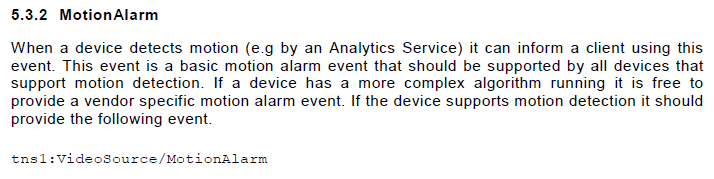 5.3.2 MotionAlarm
When a device detects motion (e.g by an Analytics Service) it can inform a client using this
event. This event is a basic motion alarm event that should be supported by all devices that
support motion detection. If a device has a more complex algorithm running it is free to
provide a vendor specific motion alarm event. If the device supports motion detection it should
provide the following event.
tns1:VideoSource/MotionAlarm